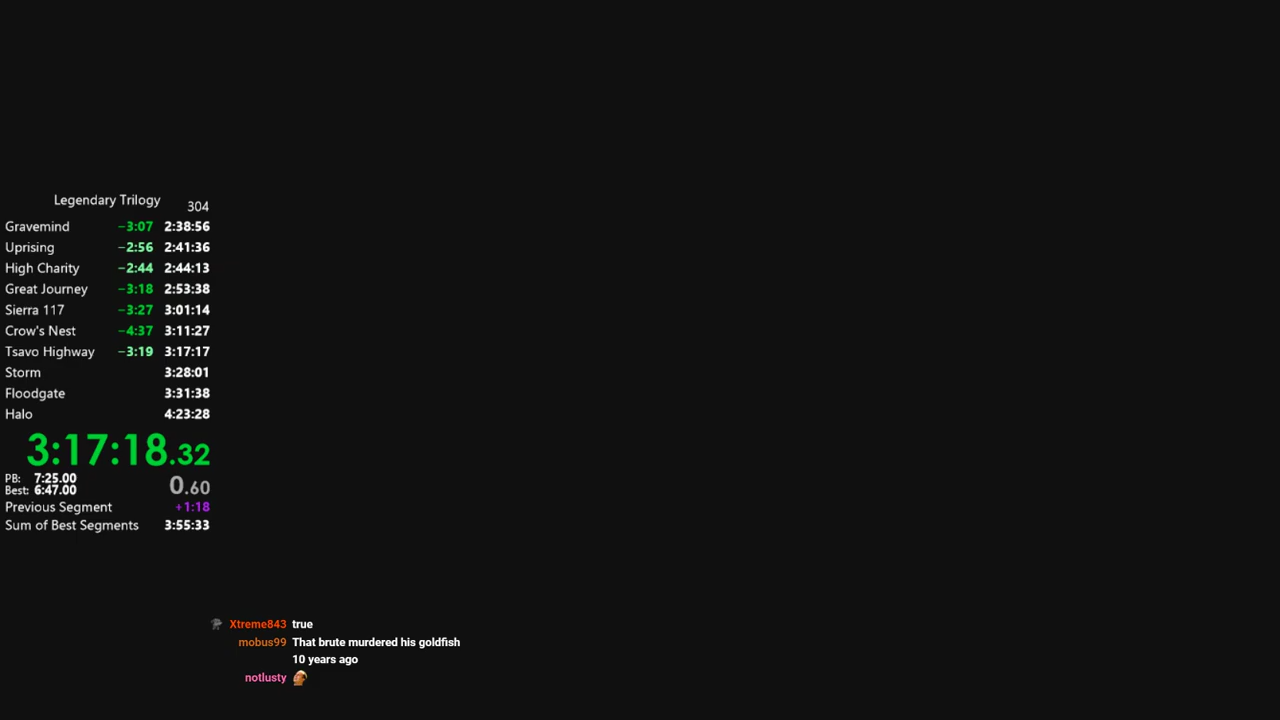 Legendary Trilogy 304
Gravemind −3:07 2:38:56
Uprising −2:56 2:41:36
High Charity −2:44 2:44:13
Great Journey −3:18 2:53:38
Sierra 117 −3:27 3:01:14
Crow's Nest −4:37 3:11:27
Tsavo Highway −3:19 3:17:17
Storm 3:28:01
Floodgate 3:31:38
Halo 4:23:28
3:17:18.32
PB: 7:25.00 0.60
Best: 6:47.00
Previous Segment +1:18
Sum of Best Segments 3:55:33
Xtreme843 true
mobus99 That brute murdered his goldfish
10 years ago
notlusty